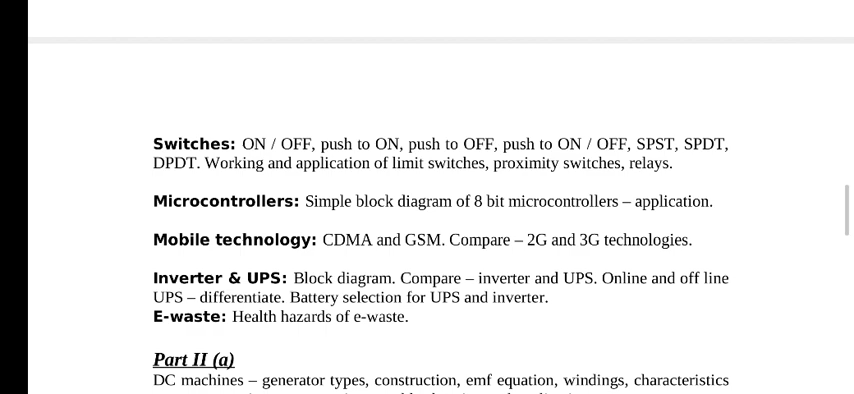 Switches: ON / OFF, push to ON, push to OFF, push to ON / OFF, SPST, SPDT,
DPDT. Working and application of limit switches, proximity switches, relays.
Microcontrollers: Simple block diagram of 8 bit microcontrollers – application.
Mobile technology: CDMA and GSM. Compare – 2G and 3G technologies.
Inverter & UPS: Block diagram. Compare – inverter and UPS. Online and off line
UPS – differentiate. Battery selection for UPS and inverter.
E-waste: Health hazards of e-waste.
Part II (a)
DC machines – generator types, construction, emf equation, windings, characteristics